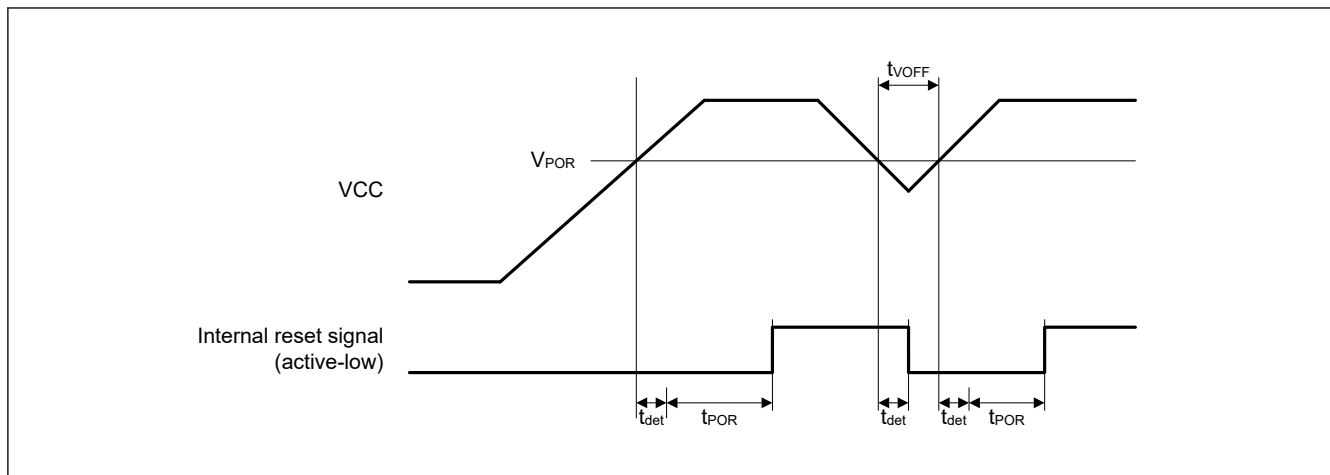 tVOFF
VPOR
VCC
Internal reset signal
(active-low)
tdet
tPOR
tdet
tdet
tPOR